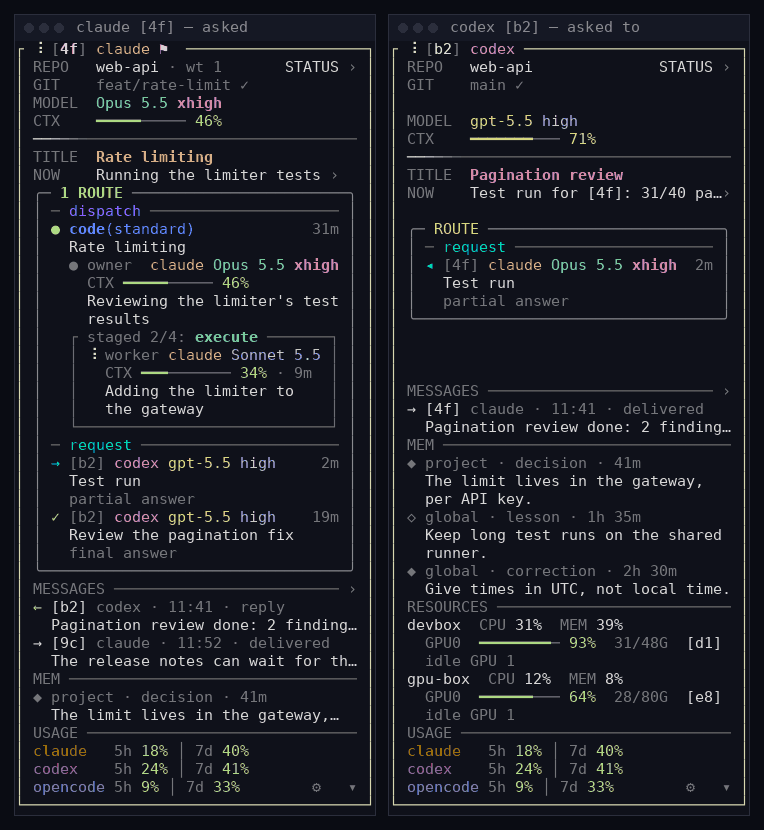 claude [4f] — asked
⠸ [4f] claude ⚑
REPO web-api · wt 1 STATUS ›
GIT feat/rate-limit ✓
MODEL Opus 5.5 xhigh
CTX 46%
TITLE Rate limiting
NOW Running the limiter tests ›
1 ROUTE
dispatch
● code(standard) 31m
Rate limiting
● owner claude Opus 5.5 xhigh
CTX 46%
Reviewing the limiter's test
results
staged 2/4: execute
⠸ worker claude Sonnet 5.5
CTX 34% · 9m
Adding the limiter to
the gateway
request
→ [b2] codex gpt-5.5 high 2m
Test run
partial answer
✓ [b2] codex gpt-5.5 high 19m
Review the pagination fix
final answer
MESSAGES ›
← [b2] codex · 11:41 · reply
Pagination review done: 2 finding…
→ [9c] claude · 11:52 · delivered
The release notes can wait for th…
MEM
◆ project · decision · 41m
The limit lives in the gateway,…
USAGE
claude 5h 18% │ 7d 40%
codex 5h 24% │ 7d 41%
opencode 5h 9% │ 7d 33% ⚙ ▾
codex [b2] — asked to
⠸ [b2] codex
REPO web-api STATUS ›
GIT main ✓
MODEL gpt-5.5 high
CTX 71%
TITLE Pagination review
NOW Test run for [4f]: 31/40 pa…›
ROUTE
request
◂ [4f] claude Opus 5.5 xhigh 2m
Test run
partial answer
MESSAGES ›
→ [4f] claude · 11:41 · delivered
Pagination review done: 2 finding…
MEM
◆ project · decision · 41m
The limit lives in the gateway,
per API key.
◇ global · lesson · 1h 35m
Keep long test runs on the shared
runner.
◆ global · correction · 2h 30m
Give times in UTC, not local time.
RESOURCES
devbox CPU 31% MEM 39%
GPU0 93% 31/48G [d1]
idle GPU 1
gpu-box CPU 12% MEM 8%
GPU0 64% 28/80G [e8]
idle GPU 1
USAGE
claude 5h 18% │ 7d 40%
codex 5h 24% │ 7d 41%
opencode 5h 9% │ 7d 33% ⚙ ▾